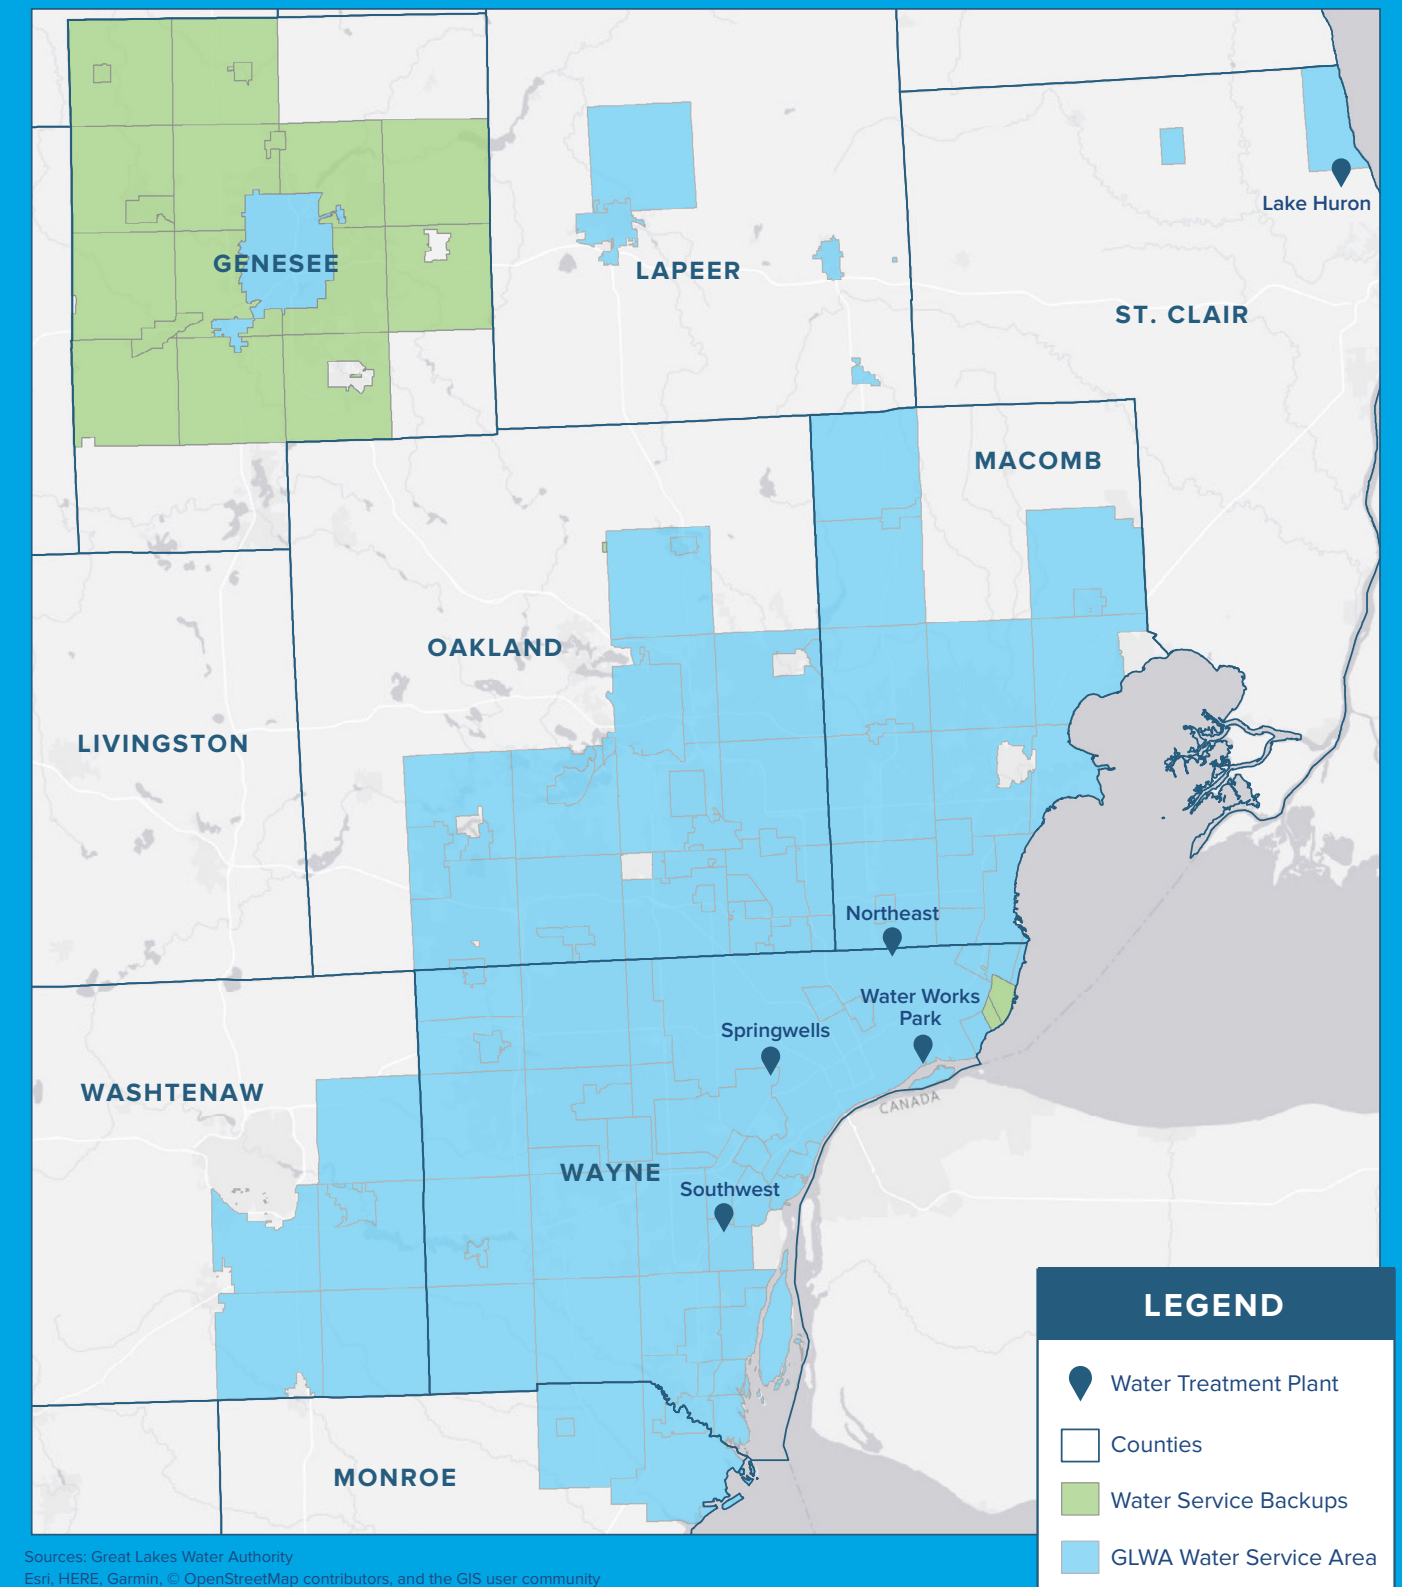 Lake Huron
GENESEE
LAPEER
ST. CLAIR
MACOMB
OAKLAND
LIVINGSTON
Northeast
Water Works
Park
Springwells
WASHTENAW
CANADA
WAYNE
Southwest
MONROE
LEGEND
Water Treatment Plant
Counties
Water Service Backups
GLWA Water Service Area
Sources: Great Lakes Water Authority
Esri, HERE, Garmin, © OpenStreetMap contributors, and the GIS user community